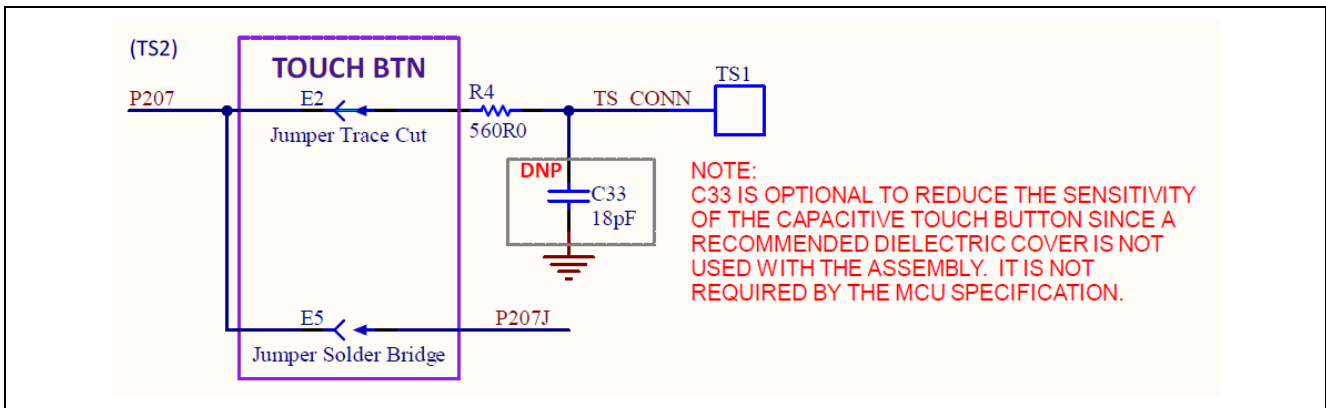 (TS2)
TOUCH BTN
P207
E2
Jumper Trace Cut
R4
560R0
TS CONN
TS1
DNP
C33
18pF
NOTE:
C33 IS OPTIONAL TO REDUCE THE SENSITIVITY
OF THE CAPACITIVE TOUCH BUTTON SINCE A
RECOMMENDED DIELECTRIC COVER IS NOT
USED WITH THE ASSEMBLY. IT IS NOT
REQUIRED BY THE MCU SPECIFICATION.
E5
Jumper Solder Bridge
P207J